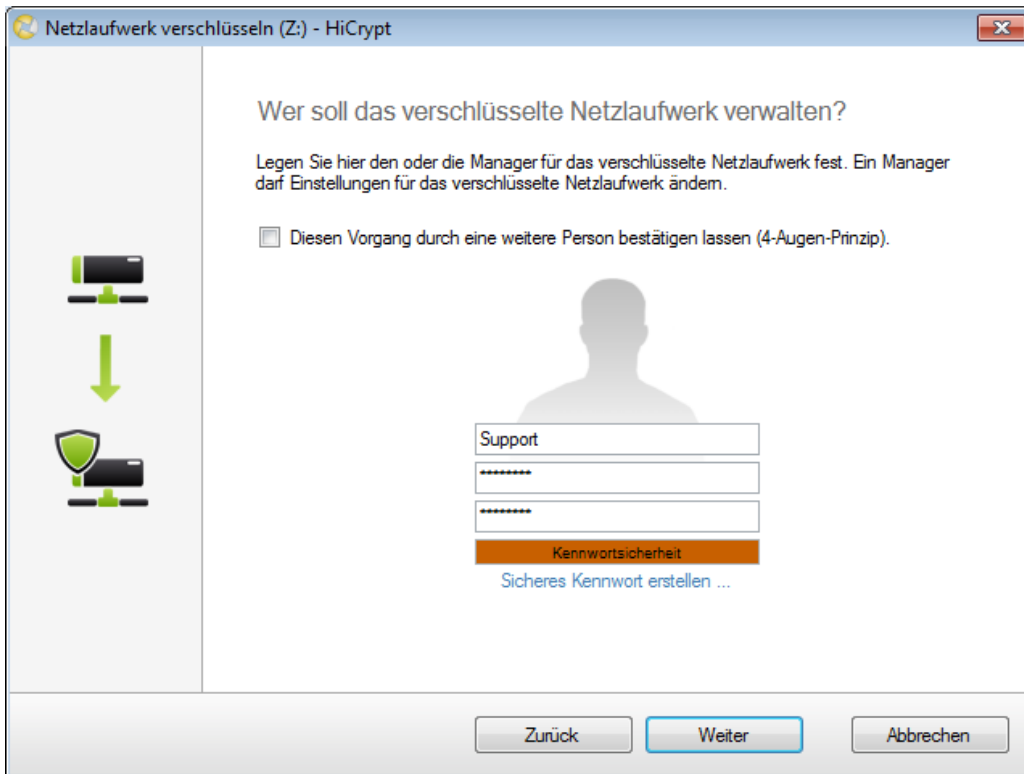 Netzlaufwerk verschlüsseln (Z:) - HiCrypt
Wer soll das verschlüsselte Netzlaufwerk verwalten?
Legen Sie hier den oder die Manager für das verschlüsselte Netzlaufwerk fest. Ein Manager
darf Einstellungen für das verschlüsselte Netzlaufwerk ändern.
Diesen Vorgang durch eine weitere Person bestätigen lassen (4-Augen-Prinzip).
Support
********
********
Kennwortsicherheit
Sicheres Kennwort erstellen ...
Zurück Weiter Abbrechen